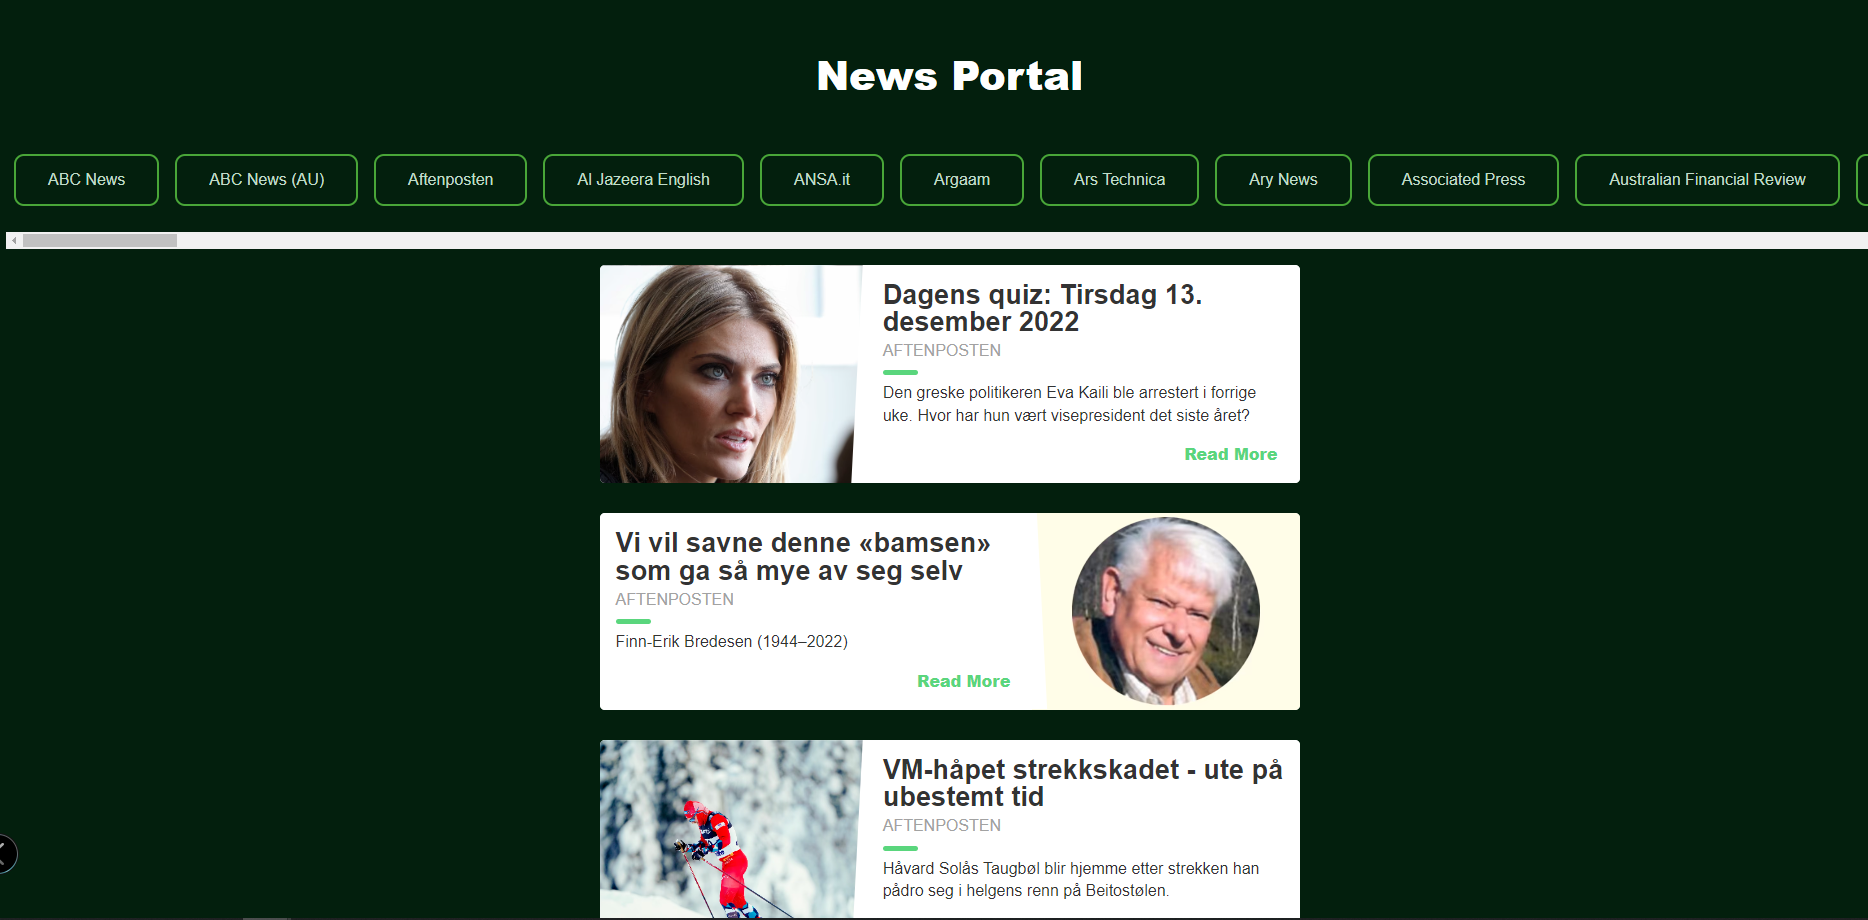 News Portal
ABC News
ABC News (AU)
Aftenposten
Al Jazeera English
ANSA.it
Argaam
Ars Technica
Ary News
Associated Press
Australian Financial Review
Dagens quiz: Tirsdag 13.
desember 2022
AFTENPOSTEN
Den greske politikeren Eva Kaili ble arrestert i forrige
uke. Hvor har hun vært visepresident det siste året?
Read More
Vi vil savne denne «bamsen»
som ga så mye av seg selv
AFTENPOSTEN
Finn-Erik Bredesen (1944–2022)
Read More
VM-håpet strekkskadet - ute på
ubestemt tid
AFTENPOSTEN
Håvard Solås Taugbøl blir hjemme etter strekken han
pådro seg i helgens renn på Beitostølen.